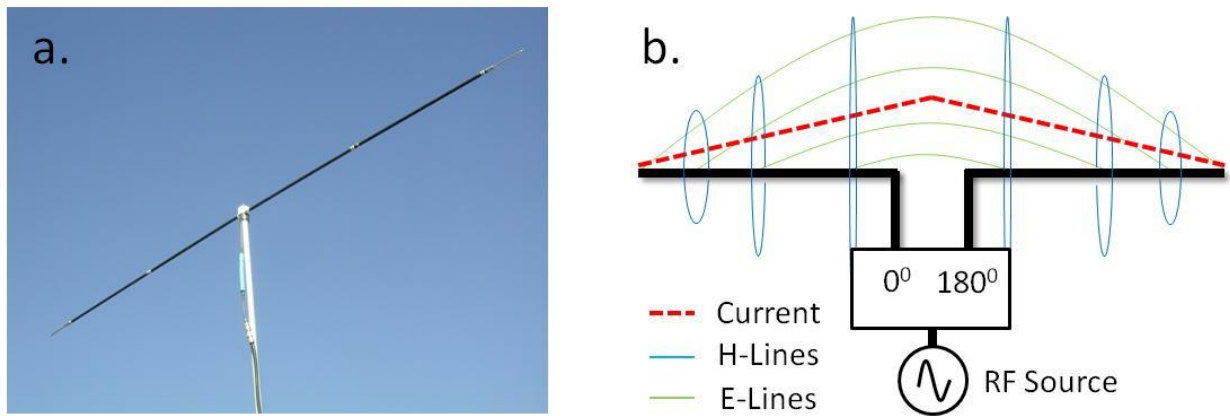 a.
b.
0⁰ 180⁰
Current
H-Lines
RF Source
E-Lines